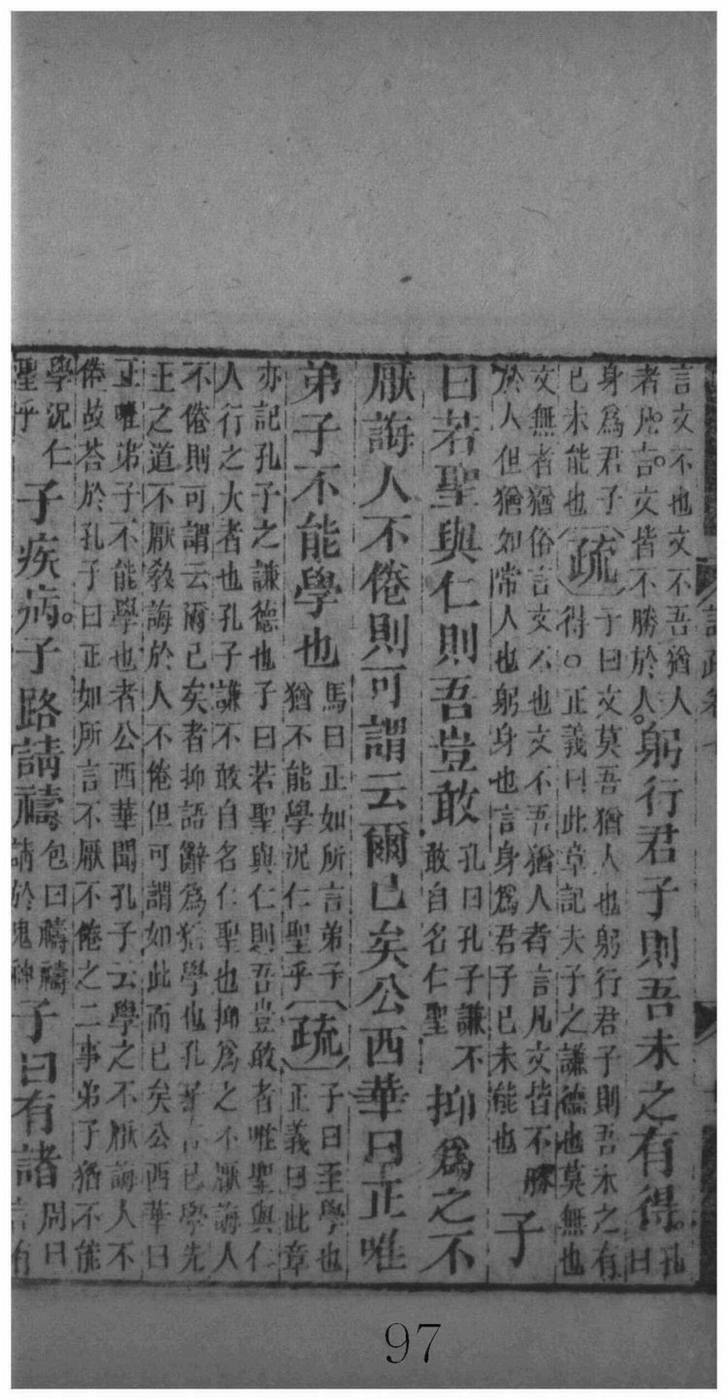 言文不也文不吾猶人
者凡言文皆不勝於人
躬行君子則吾未之有得
孔
曰
身爲君子
已未能也
疏
子曰文莫吾猶人也躬行君子則吾未之有
得○正義曰此章記夫子之謙德也莫無也
文無者猶俗言文不也文不吾猶人者言凡文皆不勝
於人但猶如常人也躬身也言身爲君子已未能也
子
曰若聖與仁則吾豈敢
孔曰孔子謙不
敢自名仁聖
抑爲之不
厭誨人不倦則可謂云爾已矣公西華曰正唯
弟子不能學也
馬曰正如所言弟子
猶不能學況仁聖乎
疏
子曰至學也
正義曰此章
亦記孔子之謙德也子曰若聖與仁則吾豈敢者唯聖與仁
人行之大者也孔子謙不敢自名仁聖也抑爲之不厭誨人
不倦則可謂云爾已矣者抑語辭爲猶學也孔子言已學先
王之道不厭敎誨於人不倦但可謂如此而已矣公西華曰
正唯弟子不能學也者公西華聞孔子云學之不厭誨人不
倦故荅於孔子曰正如所言不厭不倦之二事弟子猶不能
學況仁
聖乎
子疾病子路請禱
包曰禱禱
請於鬼神
子曰有諸
周曰
言有
97